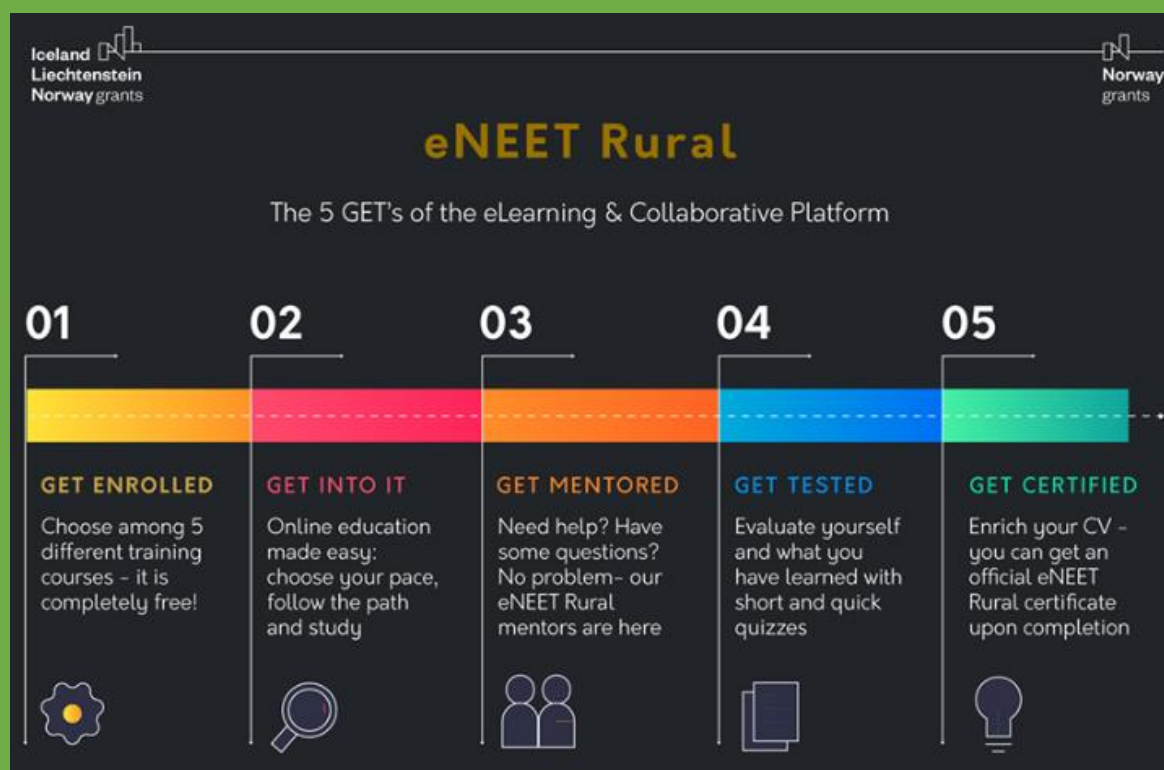 Iceland
Liechtenstein
Norway grants
Norway
grants
eNEET Rural
The 5 GET's of the eLearning & Collaborative Platform
01
02
03
04
05
GET ENROLLED
Choose among 5
different training
courses - it is
completely free!
GET INTO IT
Online education
made easy:
choose your pace,
follow the path
and study
GET MENTORED
Need help? Have
some questions?
No problem- our
eNEET Rural
mentors are here
GET TESTED
Evaluate yourself
and what you
have learned with
short and quick
quizzes
GET CERTIFIED
Enrich your CV -
you can get an
official eNEET
Rural certificate
upon completion